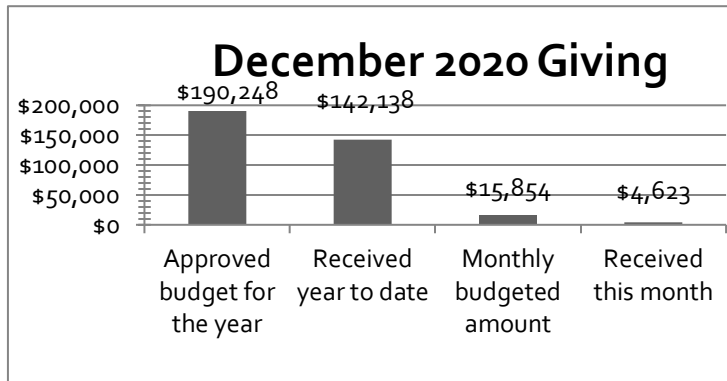 December 2020 Giving
$200,000
$150,000
$100,000
$50,000
$0
$190,248
$142,138
$15,854
$4,623
Approved
budget for
the year
Received
year to date
Monthly
budgeted
amount
Received
this month